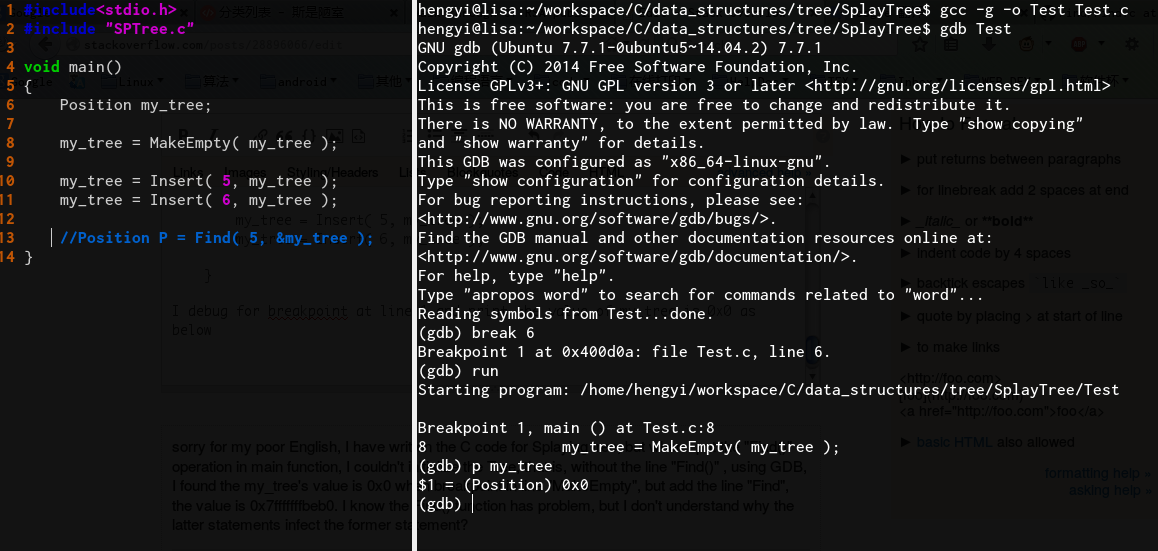 1 #include<stdio.h>
2 #include "SPTree.c"
3
4 void main()
5 {
6     Position my_tree;
7
8     my_tree = MakeEmpty( my_tree );
9
10     my_tree = Insert( 5, my_tree );
11     my_tree = Insert( 6, my_tree );
12
13     //Position P = Find( 5, &my_tree );
14 }
hengyi@lisa:~/workspace/C/data_structures/tree/SplayTree$ gcc -g -o Test Test.c
hengyi@lisa:~/workspace/C/data_structures/tree/SplayTree$ gdb Test
GNU gdb (Ubuntu 7.7.1-0ubuntu5~14.04.2) 7.7.1
Copyright (C) 2014 Free Software Foundation, Inc.
License GPLv3+: GNU GPL version 3 or later <http://gnu.org/licenses/gpl.html>
This is free software: you are free to change and redistribute it.
There is NO WARRANTY, to the extent permitted by law.  Type "show copying"
and "show warranty" for details.
This GDB was configured as "x86_64-linux-gnu".
Type "show configuration" for configuration details.
For bug reporting instructions, please see:
<http://www.gnu.org/software/gdb/bugs/>.
Find the GDB manual and other documentation resources online at:
<http://www.gnu.org/software/gdb/documentation/>.
For help, type "help".
Type "apropos word" to search for commands related to "word"...
Reading symbols from Test...done.
(gdb) break 6
Breakpoint 1 at 0x400d0a: file Test.c, line 6.
(gdb) run
Starting program: /home/hengyi/workspace/C/data_structures/tree/SplayTree/Test

Breakpoint 1, main () at Test.c:8
8         my_tree = MakeEmpty( my_tree );
(gdb) p my_tree
$1 = (Position) 0x0
(gdb)
put returns between paragraphs
for linebreak add 2 spaces at end
_italic_ or **bold**
indent code by 4 spaces
backtick escapes `like _so_`
quote by placing > at start of line
to make links
<http://foo.com>
<a href="http://foo.com">foo</a>
basic HTML also allowed
formatting help »
asking help »
I debug for breakpoint at 0x0 as
below
sorry for my poor English, I have the C code for
operation in main function, I couldn't is, without the line "Find()" , using GDB,
I found the my_tree's value is 0x0 Empty", but add the line "Find",
the value is 0x7fffffffbeb0. I know the function has problem, but I don't understand why the
latter statements infect the former statement?